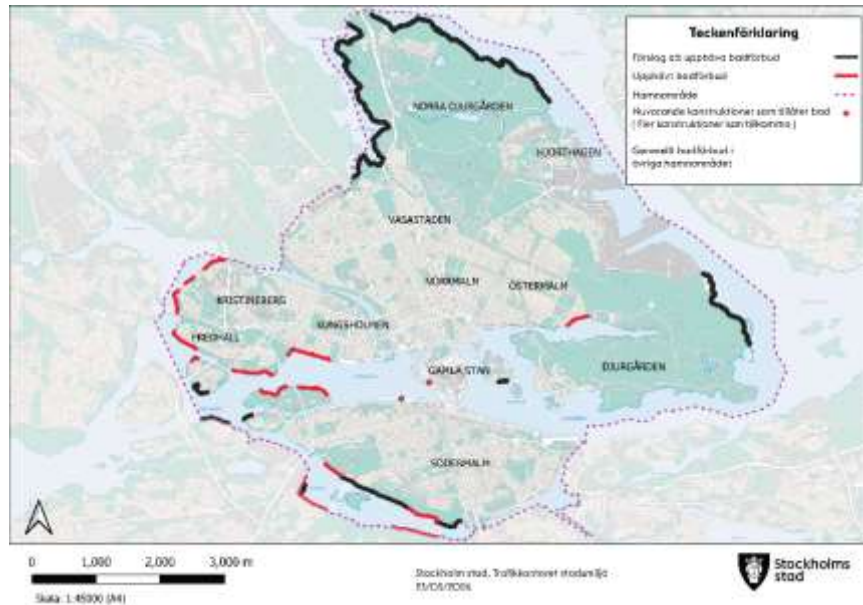 Teckenförklaring
Förslag att upphäva badförbud
Upphävt badförbud
Hamnområde
Nuvarande konstruktioner som tillåter bad
( Fler konstruktioner kan tillkomma )
Generellt badförbud i
övriga hamnområdet
NORRA DJURGÅRDEN
HJORTHAGEN
VASASTADEN
NORRMALM
ÖSTERMALM
KRISTINEBERG
KUNGSHOLMEN
FREDHÄLL
GAMLA STAN
DJURGÅRDEN
SÖDERMALM
0 1,000 2,000 3,000 m
Skala: 1:45000 (A4)
Stockholm stad, Trafikkontoret stadsmiljö
Stockholms
stad